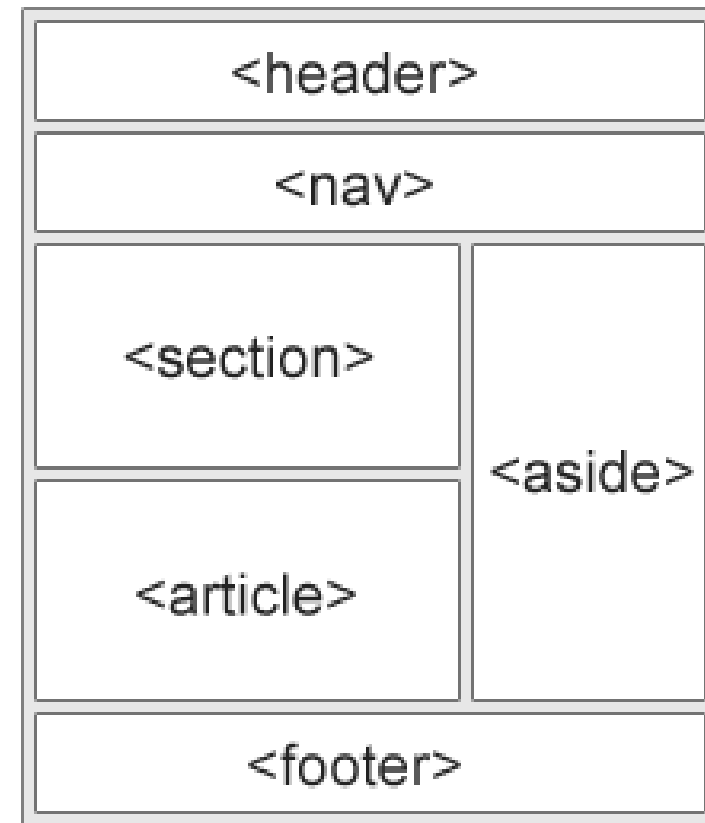 <header>
<nav>
<section>
<article>
<aside>
<footer>